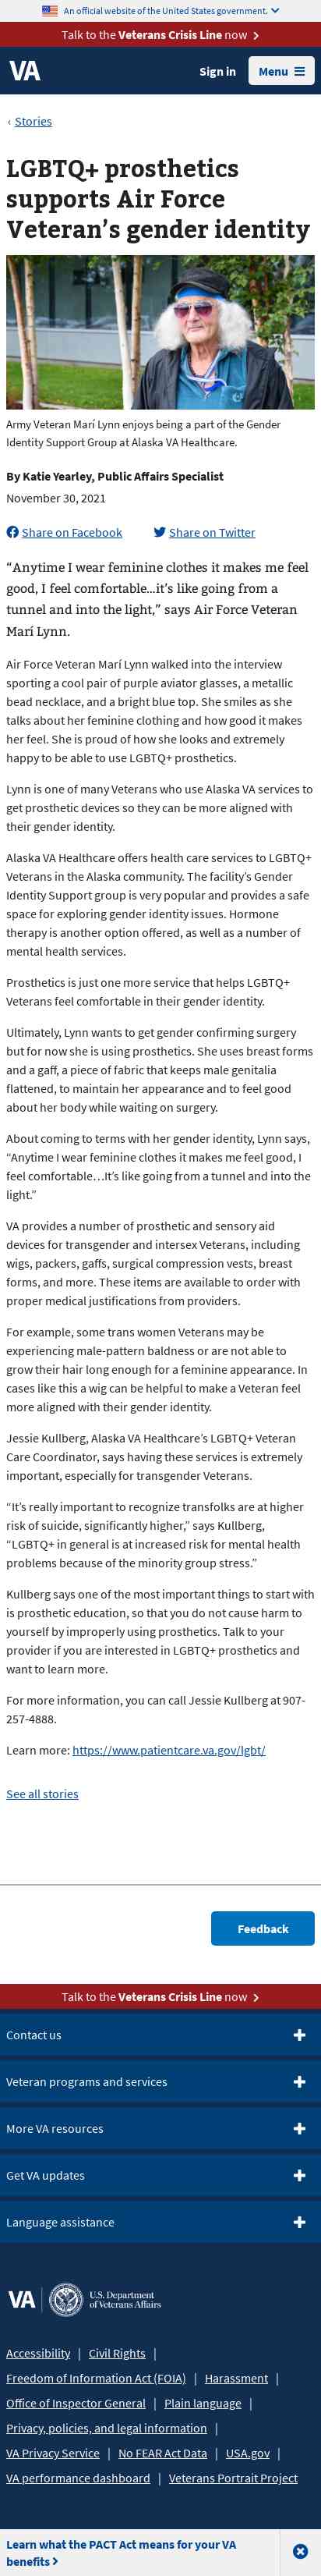 An official website of the United States government.
Talk to the Veterans Crisis Line now
VA
Sign in
Menu
‹ Stories
LGBTQ+ prosthetics
supports Air Force
Veteran’s gender identity
Army Veteran Marí Lynn enjoys being a part of the Gender
Identity Support Group at Alaska VA Healthcare.
By Katie Yearley, Public Affairs Specialist
November 30, 2021
Share on Facebook
Share on Twitter
“Anytime I wear feminine clothes it makes me feel
good, I feel comfortable…it’s like going from a
tunnel and into the light,” says Air Force Veteran
Marí Lynn.
Air Force Veteran Marí Lynn walked into the interview
sporting a cool pair of purple aviator glasses, a metallic
bead necklace, and a bright blue top. She smiles as she
talks about her feminine clothing and how good it makes
her feel. She is proud of how she looks and extremely
happy to be able to use LGBTQ+ prosthetics.
Lynn is one of many Veterans who use Alaska VA services to
get prosthetic devices so they can be more aligned with
their gender identity.
Alaska VA Healthcare offers health care services to LGBTQ+
Veterans in the Alaska community. The facility’s Gender
Identity Support group is very popular and provides a safe
space for exploring gender identity issues. Hormone
therapy is another option offered, as well as a number of
mental health services.
Prosthetics is just one more service that helps LGBTQ+
Veterans feel comfortable in their gender identity.
Ultimately, Lynn wants to get gender confirming surgery
but for now she is using prosthetics. She uses breast forms
and a gaff, a piece of fabric that keeps male genitalia
flattened, to maintain her appearance and to feel good
about her body while waiting on surgery.
About coming to terms with her gender identity, Lynn says,
“Anytime I wear feminine clothes it makes me feel good, I
feel comfortable…It’s like going from a tunnel and into the
light.”
VA provides a number of prosthetic and sensory aid
devices for transgender and intersex Veterans, including
wigs, packers, gaffs, surgical compression vests, breast
forms, and more. These items are available to order with
proper medical justifications from providers.
For example, some trans women Veterans may be
experiencing male-pattern baldness or are not able to
grow their hair long enough for a feminine appearance. In
cases like this a wig can be helpful to make a Veteran feel
more aligned with their gender identity.
Jessie Kullberg, Alaska VA Healthcare’s LGBTQ+ Veteran
Care Coordinator, says having these services is extremely
important, especially for transgender Veterans.
“It’s really important to recognize transfolks are at higher
risk of suicide, significantly higher,” says Kullberg,
“LGBTQ+ in general is at increased risk for mental health
problems because of the minority group stress.”
Kullberg says one of the most important things to start with
is prosthetic education, so that you do not cause harm to
yourself by improperly using prosthetics. Talk to your
provider if you are interested in LGBTQ+ prosthetics and
want to learn more.
For more information, you can call Jessie Kullberg at 907-
257-4888.
Learn more: https://www.patientcare.va.gov/lgbt/
See all stories
Feedback
Talk to the Veterans Crisis Line now
Contact us
Veteran programs and services
More VA resources
Get VA updates
Language assistance
VA | U.S. Department
of Veterans Affairs
Accessibility | Civil Rights |
Freedom of Information Act (FOIA) | Harassment |
Office of Inspector General | Plain language |
Privacy, policies, and legal information |
VA Privacy Service | No FEAR Act Data | USA.gov |
VA performance dashboard | Veterans Portrait Project
Learn what the PACT Act means for your VA
benefits